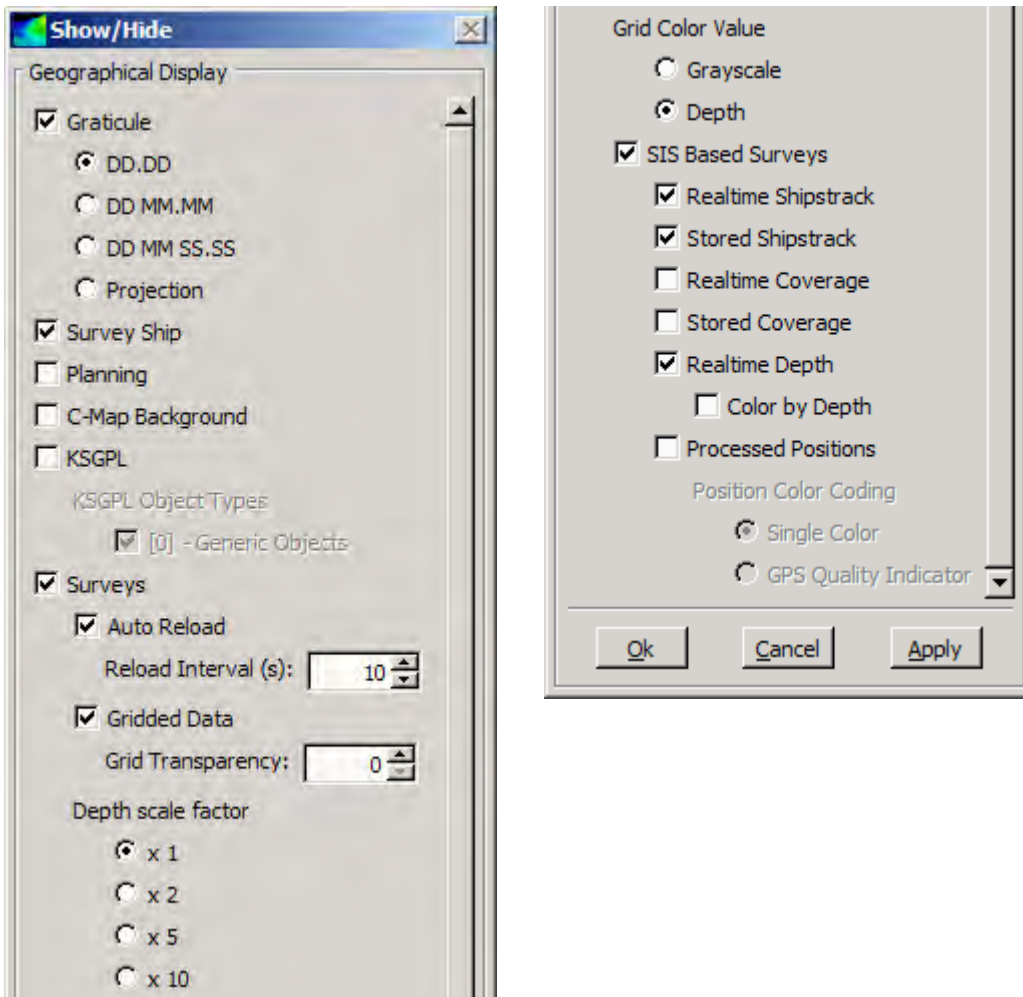 Show/Hide
Geographical Display
Graticule
DD.DD
DD MM.MM
DD MM SS.SS
Projection
Survey Ship
Planning
C-Map Background
KSGPL
KSGPL Object Types
[0] - Generic Objects
Surveys
Auto Reload
Reload Interval (s): 10
Gridded Data
Grid Transparency: 0
Depth scale factor
x 1
x 2
x 5
x 10
Grid Color Value
Grayscale
Depth
SIS Based Surveys
Realtime Shipstrack
Stored Shipstrack
Realtime Coverage
Stored Coverage
Realtime Depth
Color by Depth
Processed Positions
Position Color Coding
Single Color
GPS Quality Indicator
Ok Cancel Apply